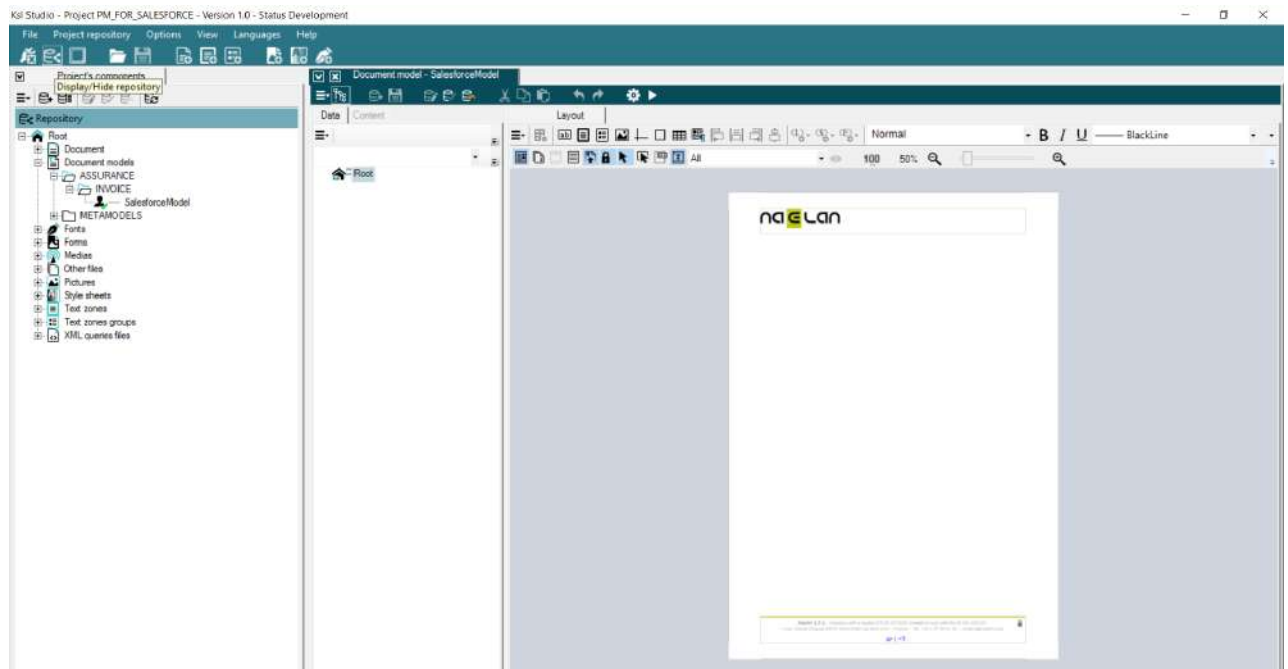 Ksl Studio - Project PM_FOR_SALESFORCE - Version 1.0 - Status Development
File Project repository Options View Languages Help
Project's components
Display/Hide repository
Document model - SalesforceModel
Data Content
Layout
Repository
Normal
B I U
BlackLine
All
100 50%
Root
Document
Document models
ASSURANCE
INVOICE
SalesforceModel
METAMODELS
Fonts
Forms
Medias
Other files
Pictures
Style sheets
Text zones
Text zones groups
XML queries files
Root
naelan